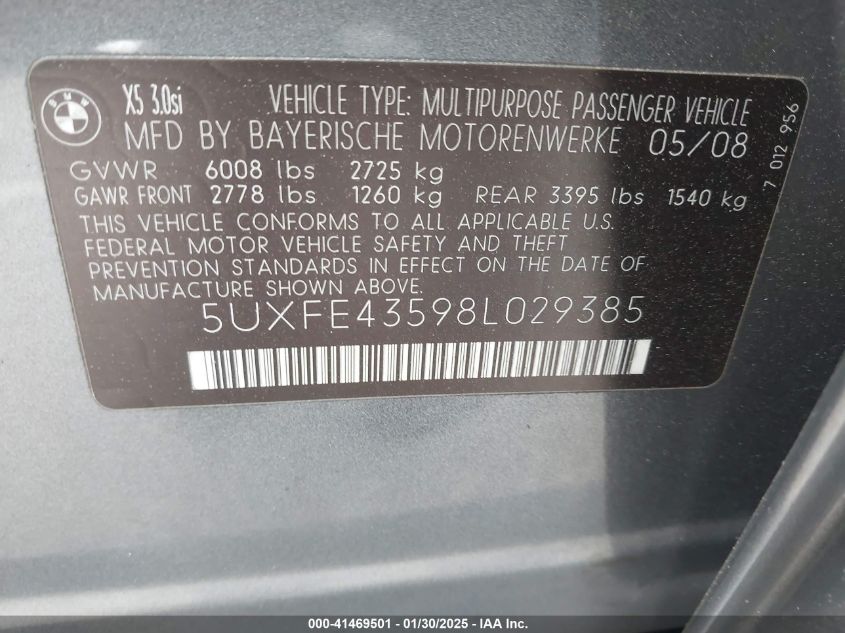 BMW
X5 3.0si VEHICLE TYPE: MULTIPURPOSE PASSENGER VEHICLE
MFD BY BAYERISCHE MOTORENWERKE 05/08
GVWR 6008 lbs 2725 kg
GAWR FRONT 2778 lbs 1260 kg REAR 3395 lbs 1540 kg
THIS VEHICLE CONFORMS TO ALL APPLICABLE U.S.
FEDERAL MOTOR VEHICLE SAFETY AND THEFT
PREVENTION STANDARDS IN EFFECT ON THE DATE OF
MANUFACTURE SHOWN ABOVE.
5UXFE43598L029385
7 012 956
000-41469501 - 01/30/2025 - IAA Inc.